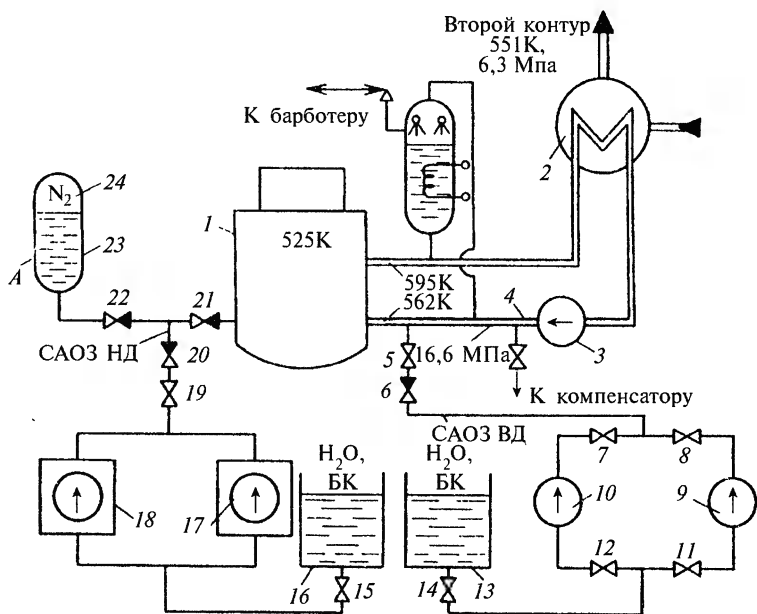 Второй контур
551K,
6,3 Мпа
К барботеру
2
N₂
24
23
A
1
525K
595K
562K
4
3
22
21
САОЗ НД
20
19
5
16,6 МПа
6
К компенсатору
САОЗ ВД
7
8
H₂O,
БК
H₂O,
БК
18
17
10
9
16
15
14
13
12
11